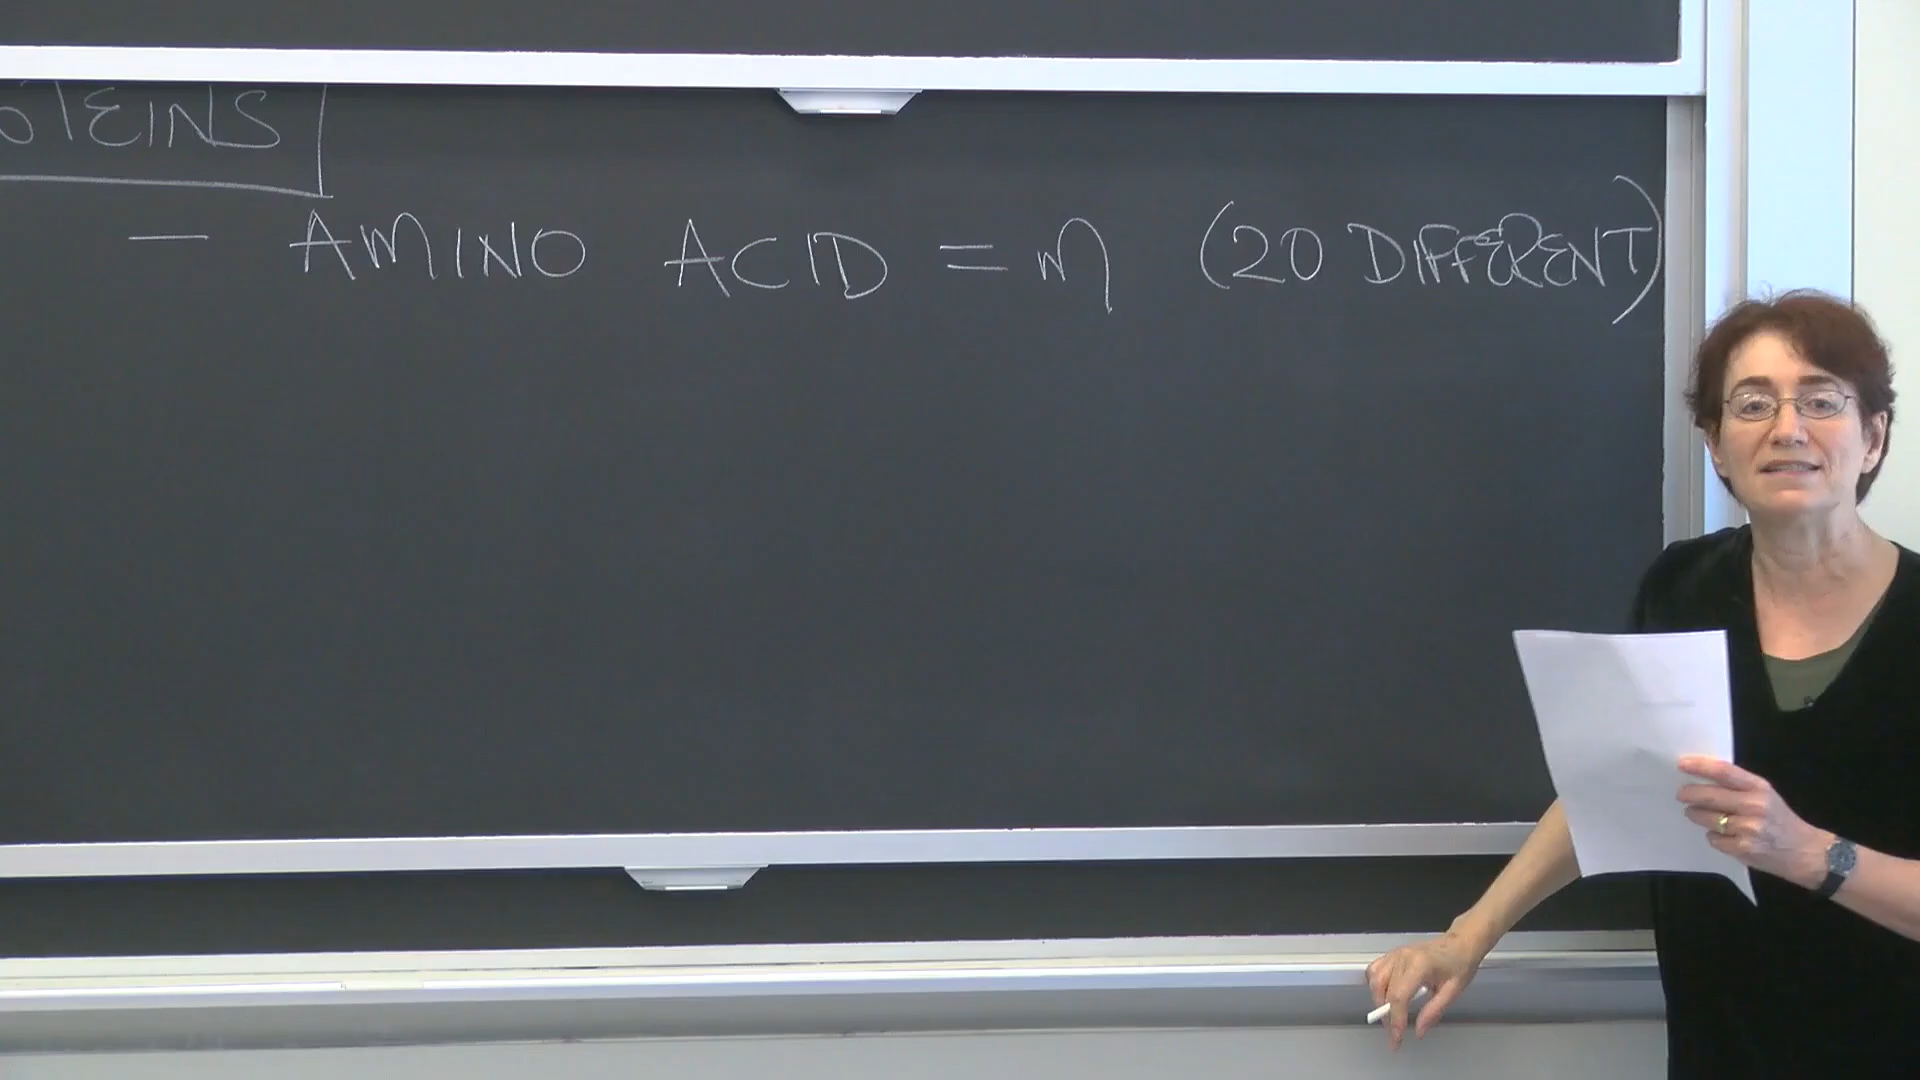 OTEINS
- AMINO ACID = m (20 DIFFERENT)